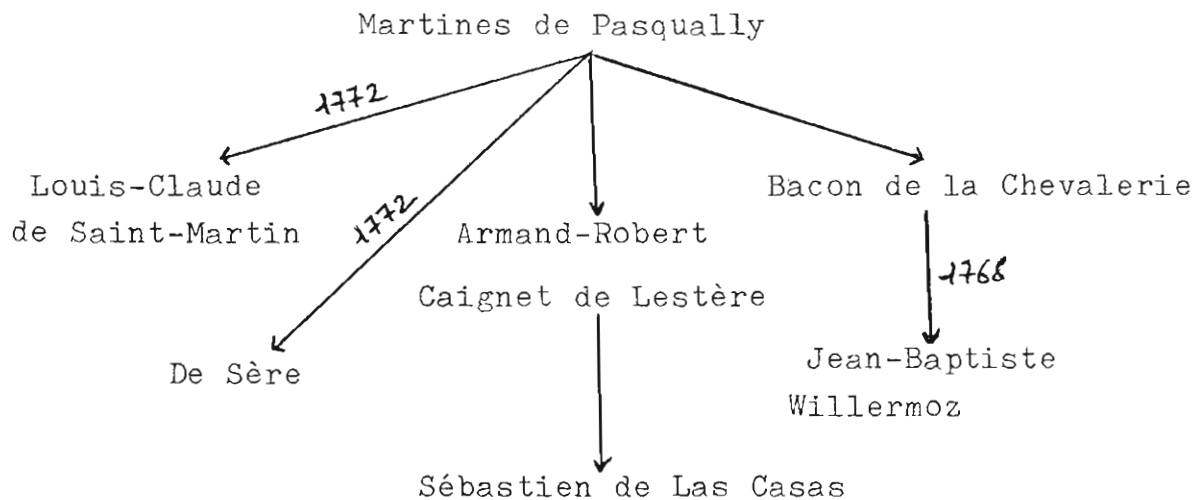 Martines de Pasqually
1772
Louis-Claude
de Saint-Martin
1772
Armand-Robert
Caignet de Lestère
Bacon de la Chevalerie
1768
De Sère
Jean-Baptiste
Willermoz
Sébastien de Las Casas